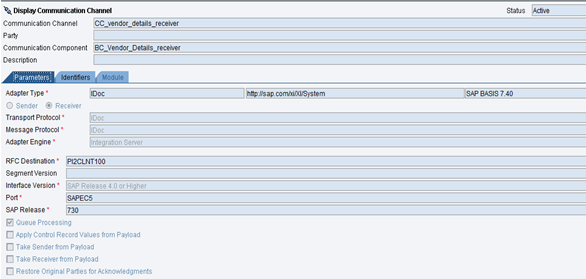 Display Communication Channel Status Active
Communication Channel CC_vendor_details_receiver
Party
Communication Component BC_Vendor_Details_receiver
Description
Parameters Identifiers Module
Adapter Type * IDoc http://sap.com/xi/XI/System SAP BASIS 7.40
Sender Receiver
Transport Protocol * IDoc
Message Protocol * IDoc
Adapter Engine * Integration Server
RFC Destination * PI2CLNT100
Segment Version
Interface Version * SAP Release 4.0 or Higher
Port * SAPEC5
SAP Release * 730
Queue Processing
Apply Control Record Values from Payload
Take Sender from Payload
Take Receiver from Payload
Restore Original Parties for Acknowledgments